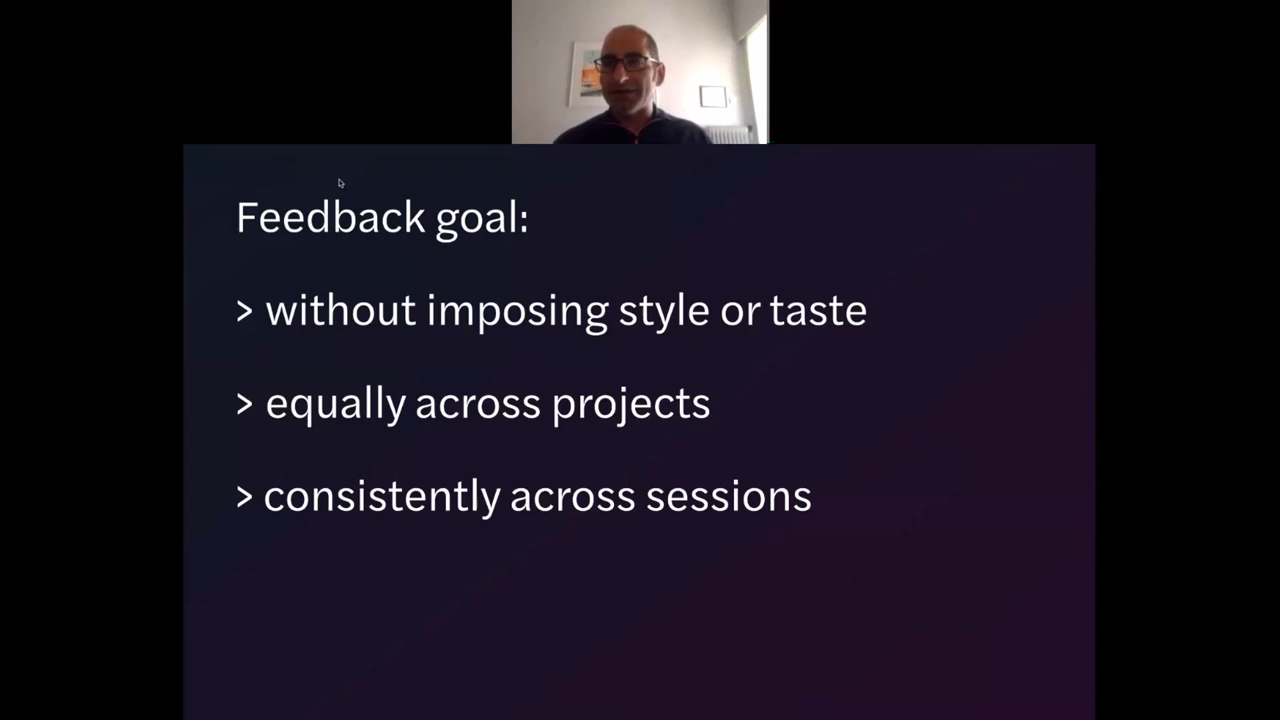 Feedback goal:
> without imposing style or taste
> equally across projects
> consistently across sessions